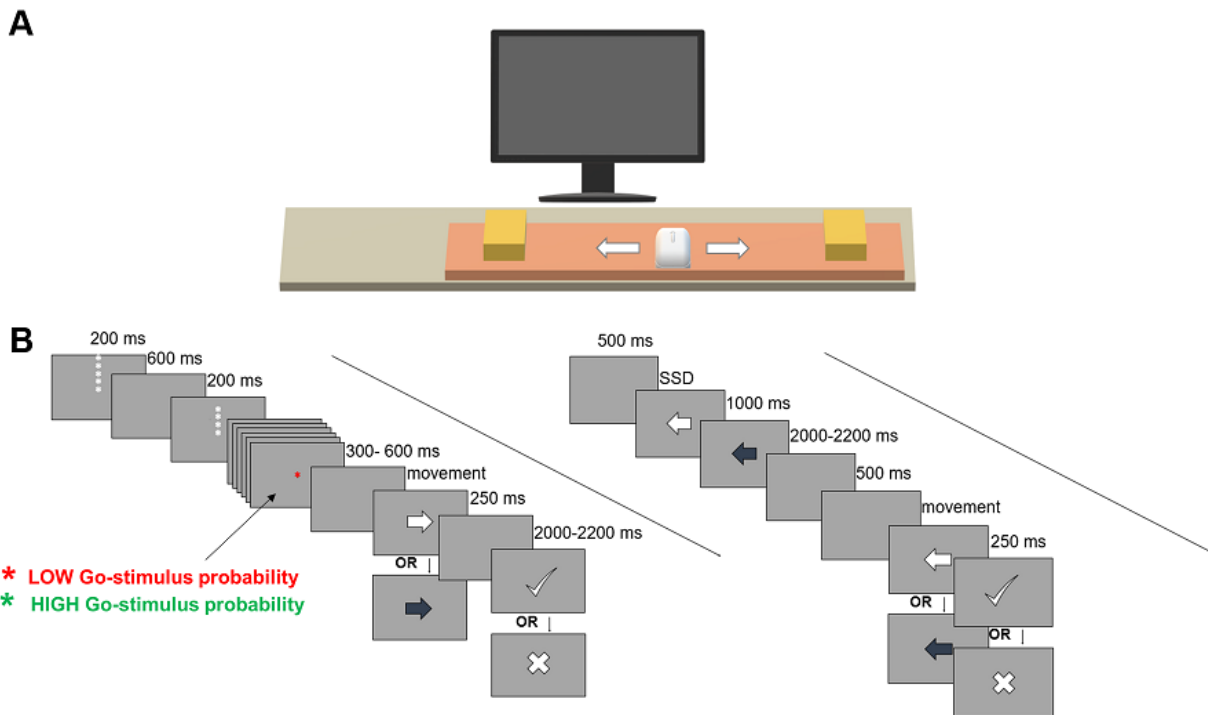 A
B
200 ms
600 ms
200 ms
300- 600 ms
movement
250 ms
2000-2200 ms
OR
OR
* LOW Go-stimulus probability
* HIGH Go-stimulus probability
500 ms
SSD
1000 ms
2000-2200 ms
500 ms
movement
250 ms
OR
OR